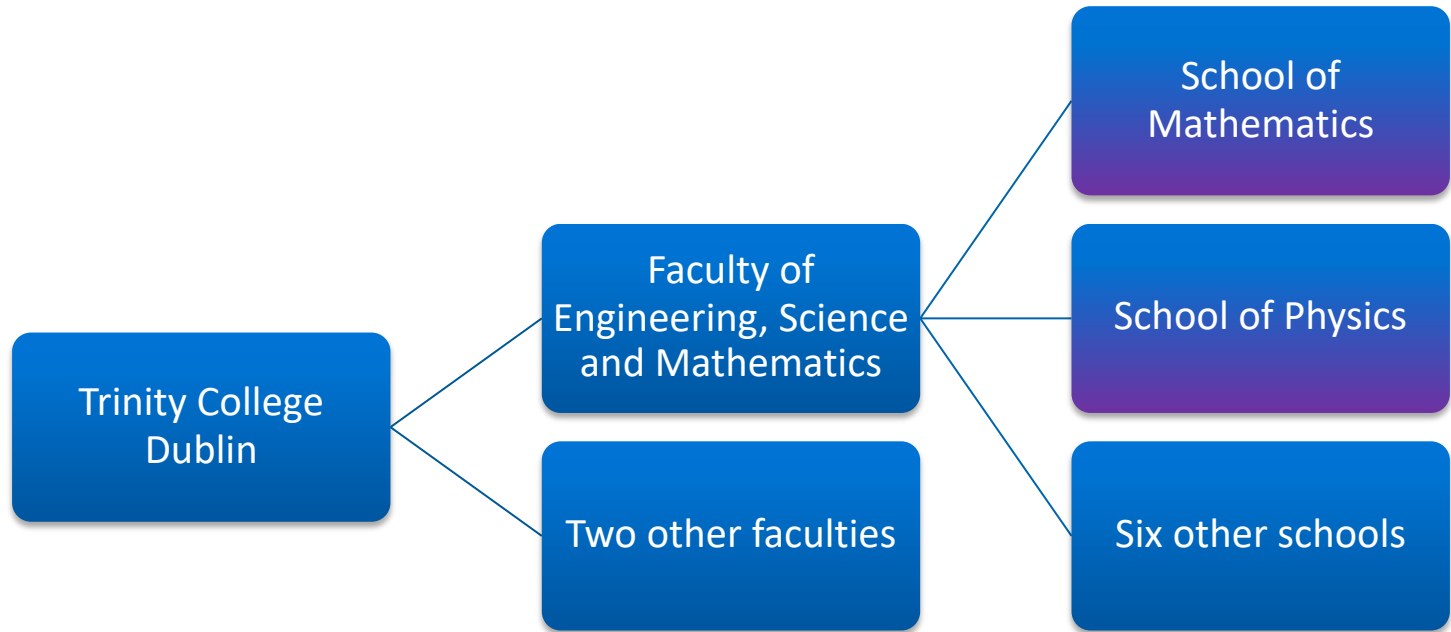 Trinity College
Dublin
Faculty of
Engineering, Science
and Mathematics
Two other faculties
School of
Mathematics
School of Physics
Six other schools